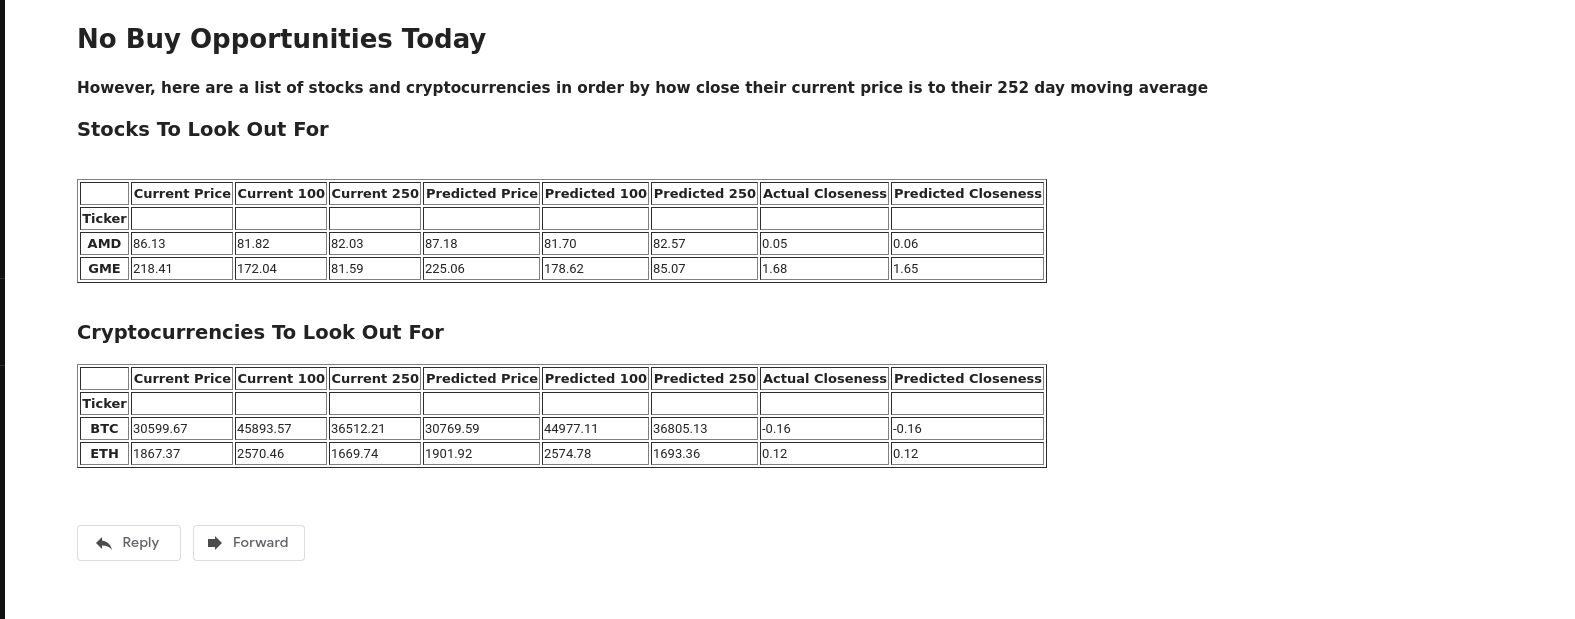 No Buy Opportunities Today
However, here are a list of stocks and cryptocurrencies in order by how close their current price is to their 252 day moving average
Stocks To Look Out For
Current Price Current 100 Current 250 Predicted Price Predicted 100 Predicted 250 Actual Closeness Predicted Closeness
Ticker
AMD 86.13 81.82 82.03 87.18 81.70 82.57 0.05 0.06
GME 218.41 172.04 81.59 225.06 178.62 85.07 1.68 1.65
Cryptocurrencies To Look Out For
Current Price Current 100 Current 250 Predicted Price Predicted 100 Predicted 250 Actual Closeness Predicted Closeness
Ticker
BTC 30599.67 45893.57 36512.21 30769.59 44977.11 36805.13 -0.16 -0.16
ETH 1867.37 2570.46 1669.74 1901.92 2574.78 1693.36 0.12 0.12
Reply Forward